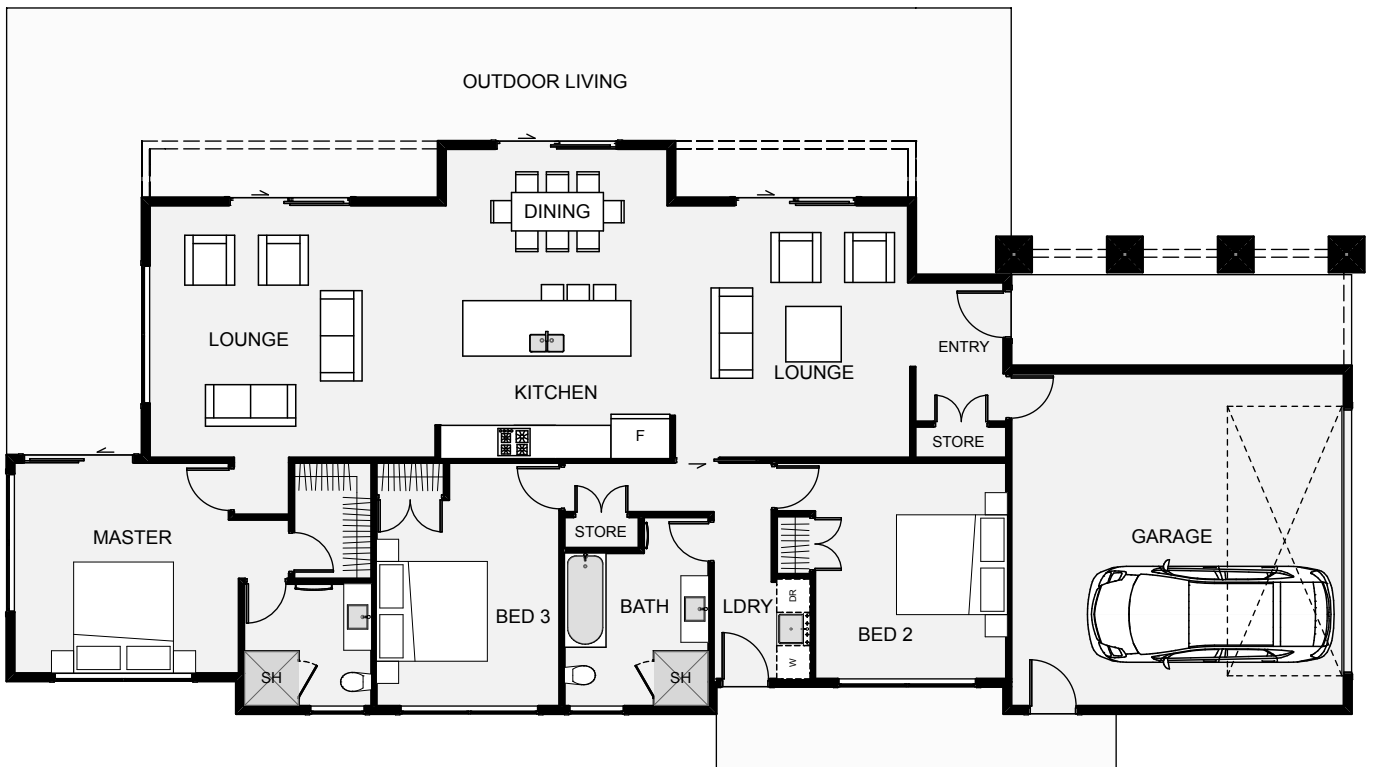 OUTDOOR LIVING
DINING
LOUNGE
ENTRY
LOUNGE
KITCHEN
F
STORE
STORE
MASTER
GARAGE
DR
BED 3
BATH
LDRY
BED 2
W
SH
SH